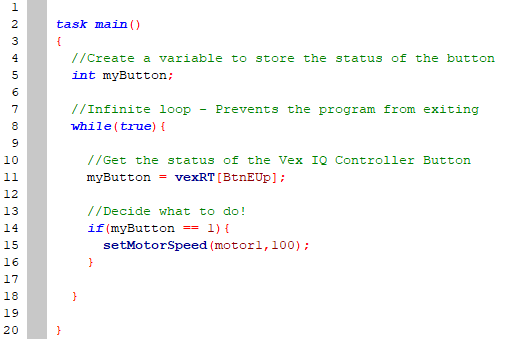 1
2 task main()
3 {
4 //Create a variable to store the status of the button
5 int myButton;
6
7 //Infinite loop - Prevents the program from exiting
8 while(true){
9
10 //Get the status of the Vex IQ Controller Button
11 myButton = vexRT[BtnEUp];
12
13 //Decide what to do!
14 if(myButton == 1){
15 setMotorSpeed(motor1,100);
16 }
17
18 }
19
20 }